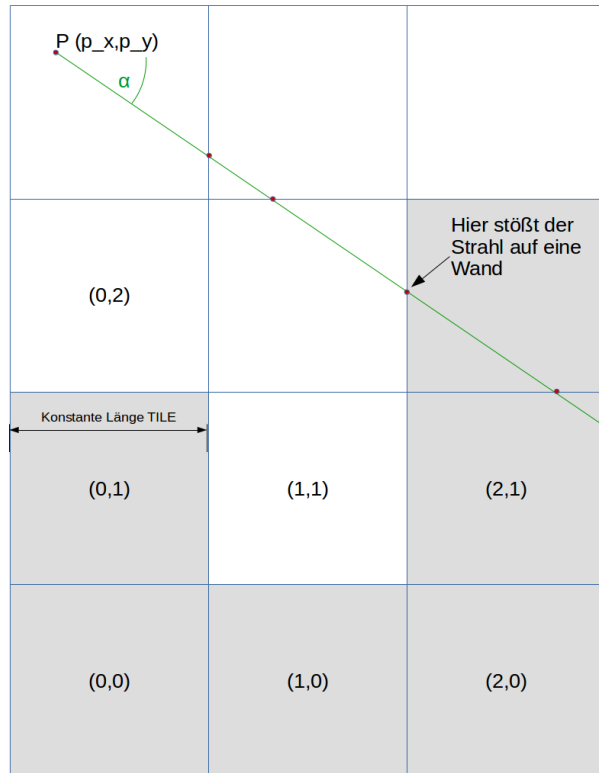 P (p_x,p_y)
α
Hier stößt der
Strahl auf eine
Wand
(0,2)
Konstante Länge TILE
(0,1)
(1,1)
(2,1)
(0,0)
(1,0)
(2,0)